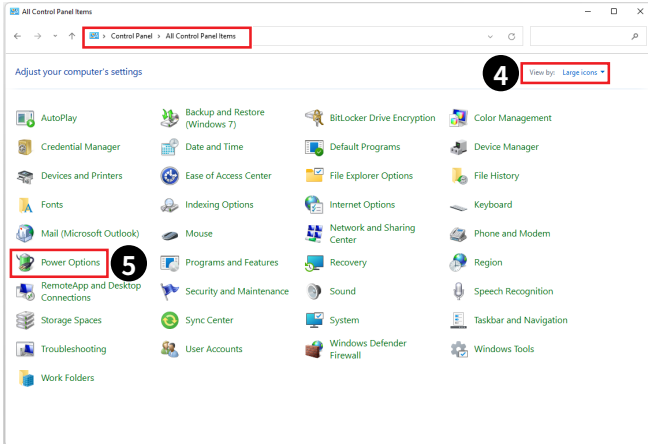 All Control Panel Items
Control Panel > All Control Panel Items
Adjust your computer's settings
4
View by: Large icons
AutoPlay
Backup and Restore
(Windows 7)
BitLocker Drive Encryption
Color Management
Credential Manager
Date and Time
Default Programs
Device Manager
Devices and Printers
Ease of Access Center
File Explorer Options
File History
Fonts
Indexing Options
Internet Options
Keyboard
Mail (Microsoft Outlook)
Mouse
Network and Sharing
Center
Phone and Modem
Power Options
5
Programs and Features
Recovery
Region
RemoteApp and Desktop
Connections
Security and Maintenance
Sound
Speech Recognition
Storage Spaces
Sync Center
System
Taskbar and Navigation
Troubleshooting
User Accounts
Windows Defender
Firewall
Windows Tools
Work Folders